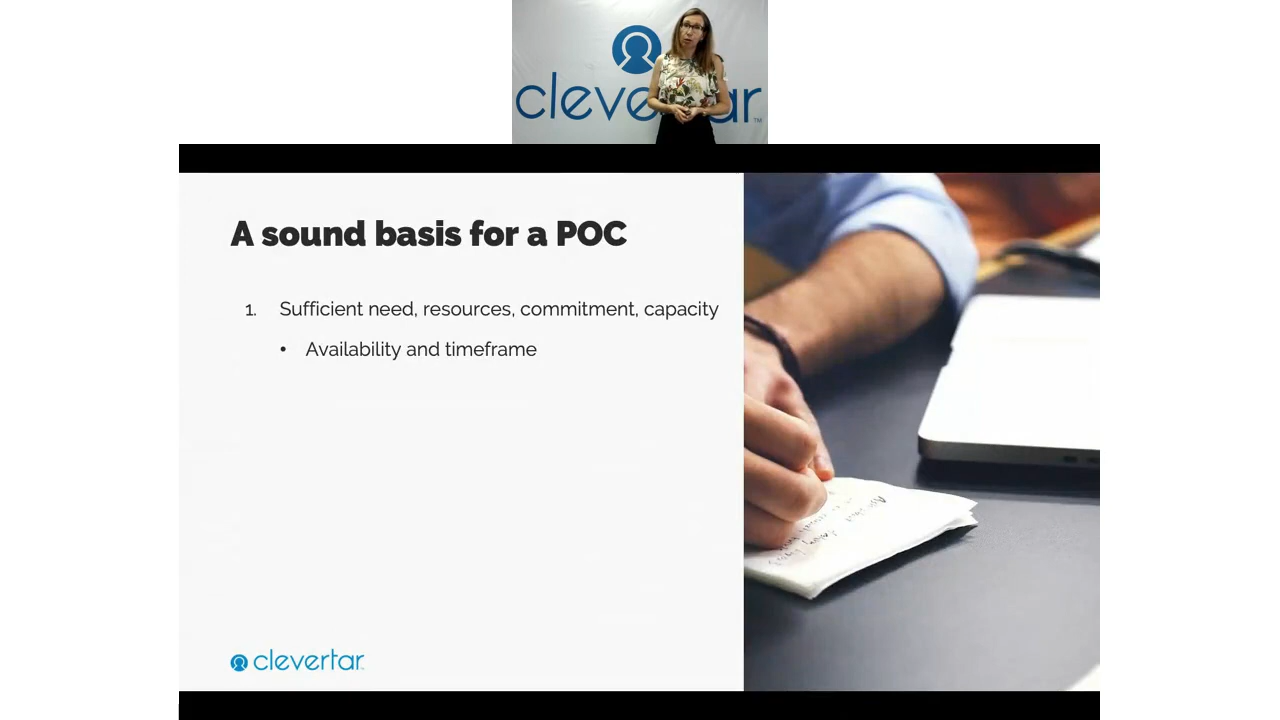 clevertar
A sound basis for a POC
1. Sufficient need, resources, commitment, capacity
• Availability and timeframe
clevertar